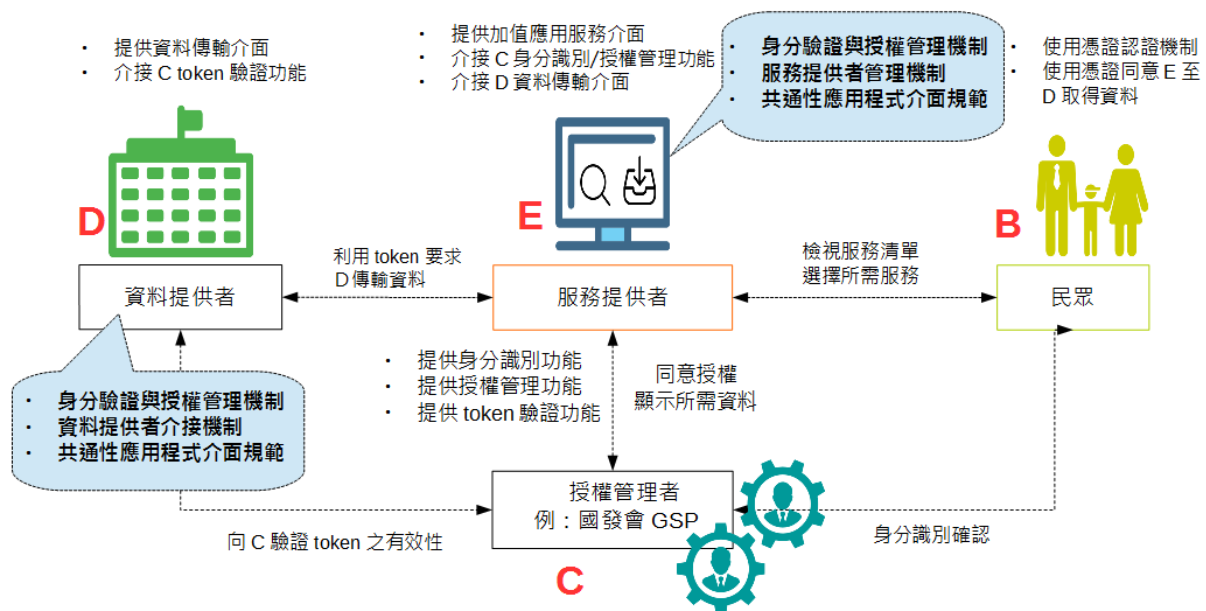 ・ 提供資料傳輸介面
・ 介接 C token 驗證功能
・ 提供加值應用服務介面
・ 介接 C 身分識別/授權管理功能
・ 介接 D 資料傳輸介面
・ 身分驗證與授權管理機制
・ 服務提供者管理機制
・ 共通性應用程式介面規範
・ 使用憑證認證機制
・ 使用憑證同意 E 至
D 取得資料
D
E
B
利用 token 要求
D 傳輸資料
檢視服務清單
選擇所需服務
資料提供者
服務提供者
民眾
・ 身分驗證與授權管理機制
・ 資料提供者介接機制
・ 共通性應用程式介面規範
・ 提供身分識別功能
・ 提供授權管理功能
・ 提供 token 驗證功能
同意授權
顯示所需資料
授權管理者
例：國發會 GSP
向 C 驗證 token 之有效性
身分識別確認
C